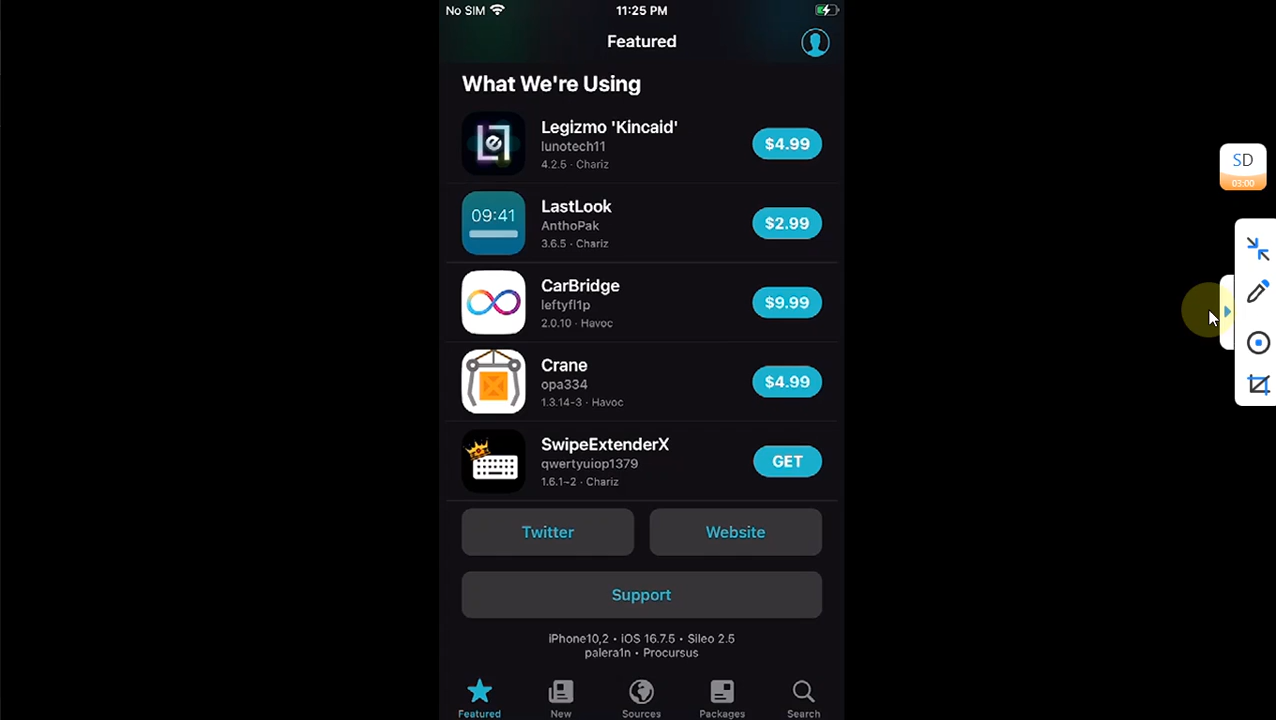 No SIM
11:25 PM
Featured
What We're Using
Legizmo 'Kincaid'
lunotech11
4.2.5 · Chariz
$4.99
09:41
LastLook
AnthoPak
3.6.5 · Chariz
$2.99
CarBridge
leftyfl1p
2.0.10 · Havoc
$9.99
Crane
opa334
1.3.14-3 · Havoc
$4.99
SwipeExtenderX
qwertyuiop1379
1.6.1~2 · Chariz
GET
Twitter
Website
Support
iPhone10,2 • iOS 16.7.5 • Sileo 2.5
palera1n • Procursus
Featured
New
Sources
Packages
Search
SD
03:00